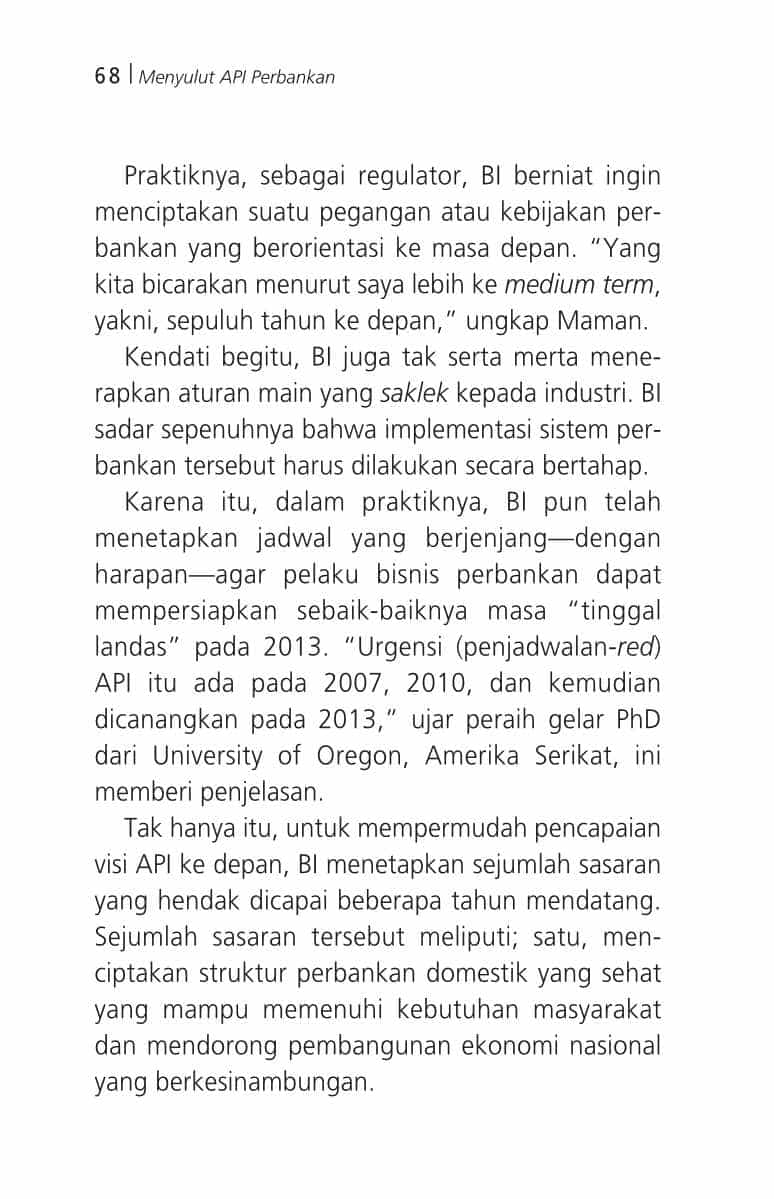 68 | Menyulut API Perbankan
Praktiknya, sebagai regulator, BI berniat ingin
menciptakan suatu pegangan atau kebijakan per-
bankan yang berorientasi ke masa depan. “Yang
kita bicarakan menurut saya lebih ke medium term,
yakni, sepuluh tahun ke depan,” ungkap Maman.
Kendati begitu, BI juga tak serta merta mene-
rapkan aturan main yang saklek kepada industri. BI
sadar sepenuhnya bahwa implementasi sistem per-
bankan tersebut harus dilakukan secara bertahap.
Karena itu, dalam praktiknya, BI pun telah
menetapkan jadwal yang berjenjang—dengan
harapan—agar pelaku bisnis perbankan dapat
mempersiapkan sebaik-baiknya masa “tinggal
landas” pada 2013. “Urgensi (penjadwalan-red)
API itu ada pada 2007, 2010, dan kemudian
dicanangkan pada 2013,” ujar peraih gelar PhD
dari University of Oregon, Amerika Serikat, ini
memberi penjelasan.
Tak hanya itu, untuk mempermudah pencapaian
visi API ke depan, BI menetapkan sejumlah sasaran
yang hendak dicapai beberapa tahun mendatang.
Sejumlah sasaran tersebut meliputi; satu, men-
ciptakan struktur perbankan domestik yang sehat
yang mampu memenuhi kebutuhan masyarakat
dan mendorong pembangunan ekonomi nasional
yang berkesinambungan.